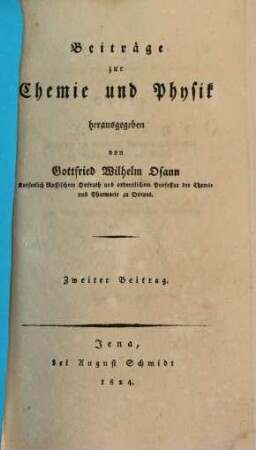 Beiträge
zur
Chemie und Physik
herausgegeben
von
Gottfried Wilhelm Osann
Kaiserlich Russischem Hofrath und ordentlichem Professor der Chemie
und Pharmacie zu Dorpat.
Zweiter Beitrag.
Jena,
bei August Schmidt
1824.